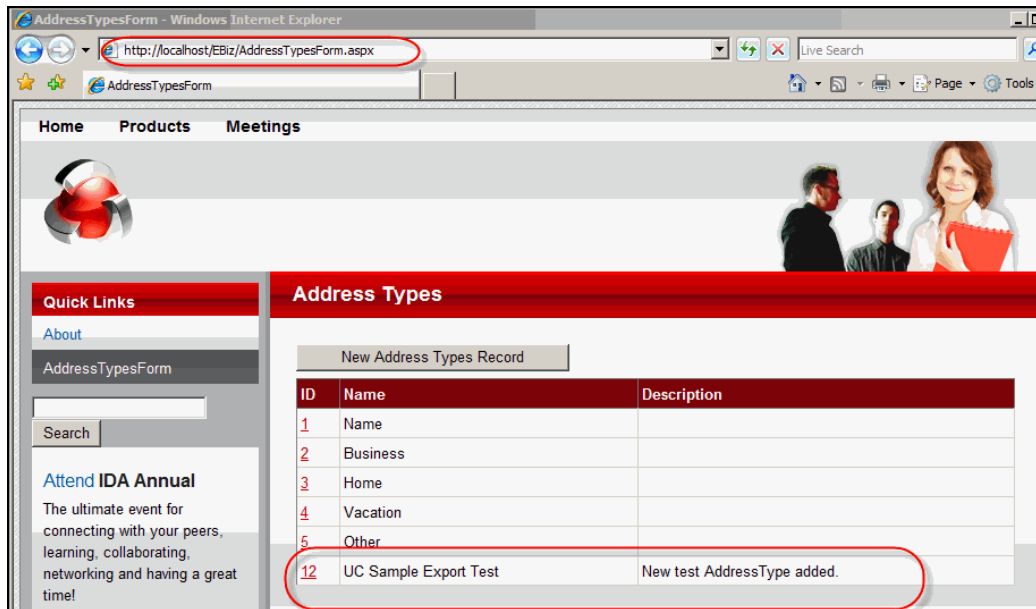 AddressTypesForm - Windows Internet Explorer
http://localhost/EBiz/AddressTypesForm.aspx
Live Search
AddressTypesForm
Page
Tools
Home Products Meetings
Quick Links
About
AddressTypesForm
Search
Attend IDA Annual
The ultimate event for
connecting with your peers,
learning, collaborating,
networking and having a great
time!
Address Types
New Address Types Record
ID Name Description
1 Name
2 Business
3 Home
4 Vacation
5 Other
12 UC Sample Export Test New test AddressType added.